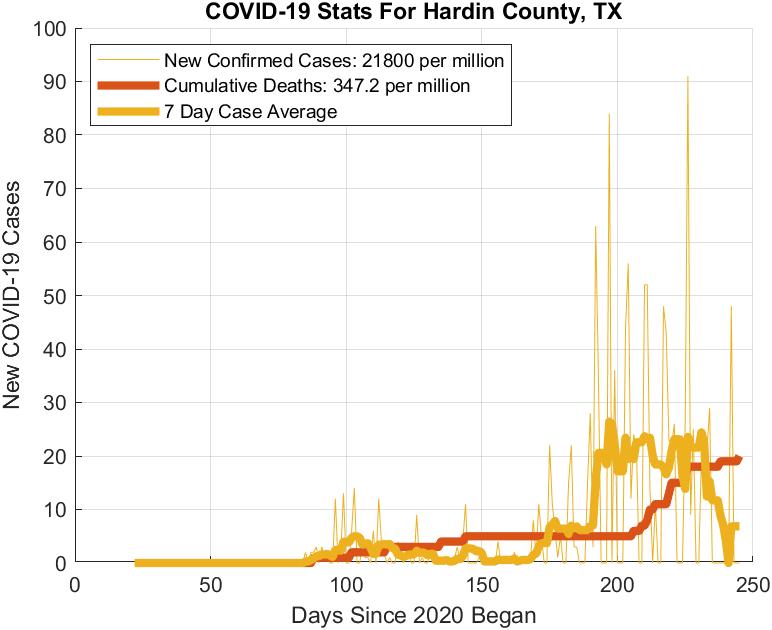 COVID-19 Stats For Hardin County, TX
New Confirmed Cases: 21800 per million
Cumulative Deaths: 347.2 per million
7 Day Case Average
New COVID-19 Cases
100
90
80
70
60
50
40
30
20
10
0
0 50 100 150 200 250
Days Since 2020 Began